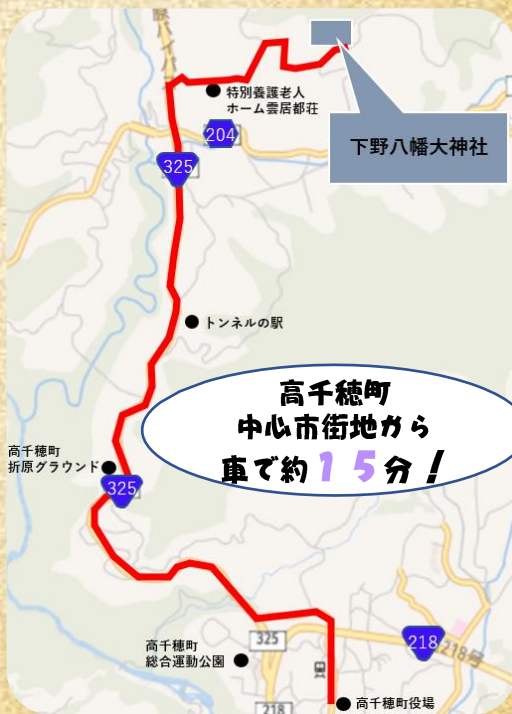 特別養護老人
ホーム雲居都荘
204
下野八幡大神社
325
トンネルの駅
高千穂町
中心市街地から
車で約15分!
高千穂町
折原グラウンド
325
325
218
218号
高千穂町
総合運動公園
高千穂町役場
218